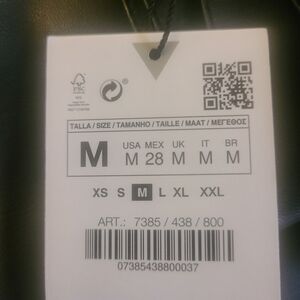 FSC
TALLA / SIZE / TAMANHO / TAILLE / MAAT / ΜΕΓΕΘΟΣ
USA MEX UK IT BR
M M 28 M M M
XS S M L XL XXL
ART.: 7385 / 438 / 800
07385438800037